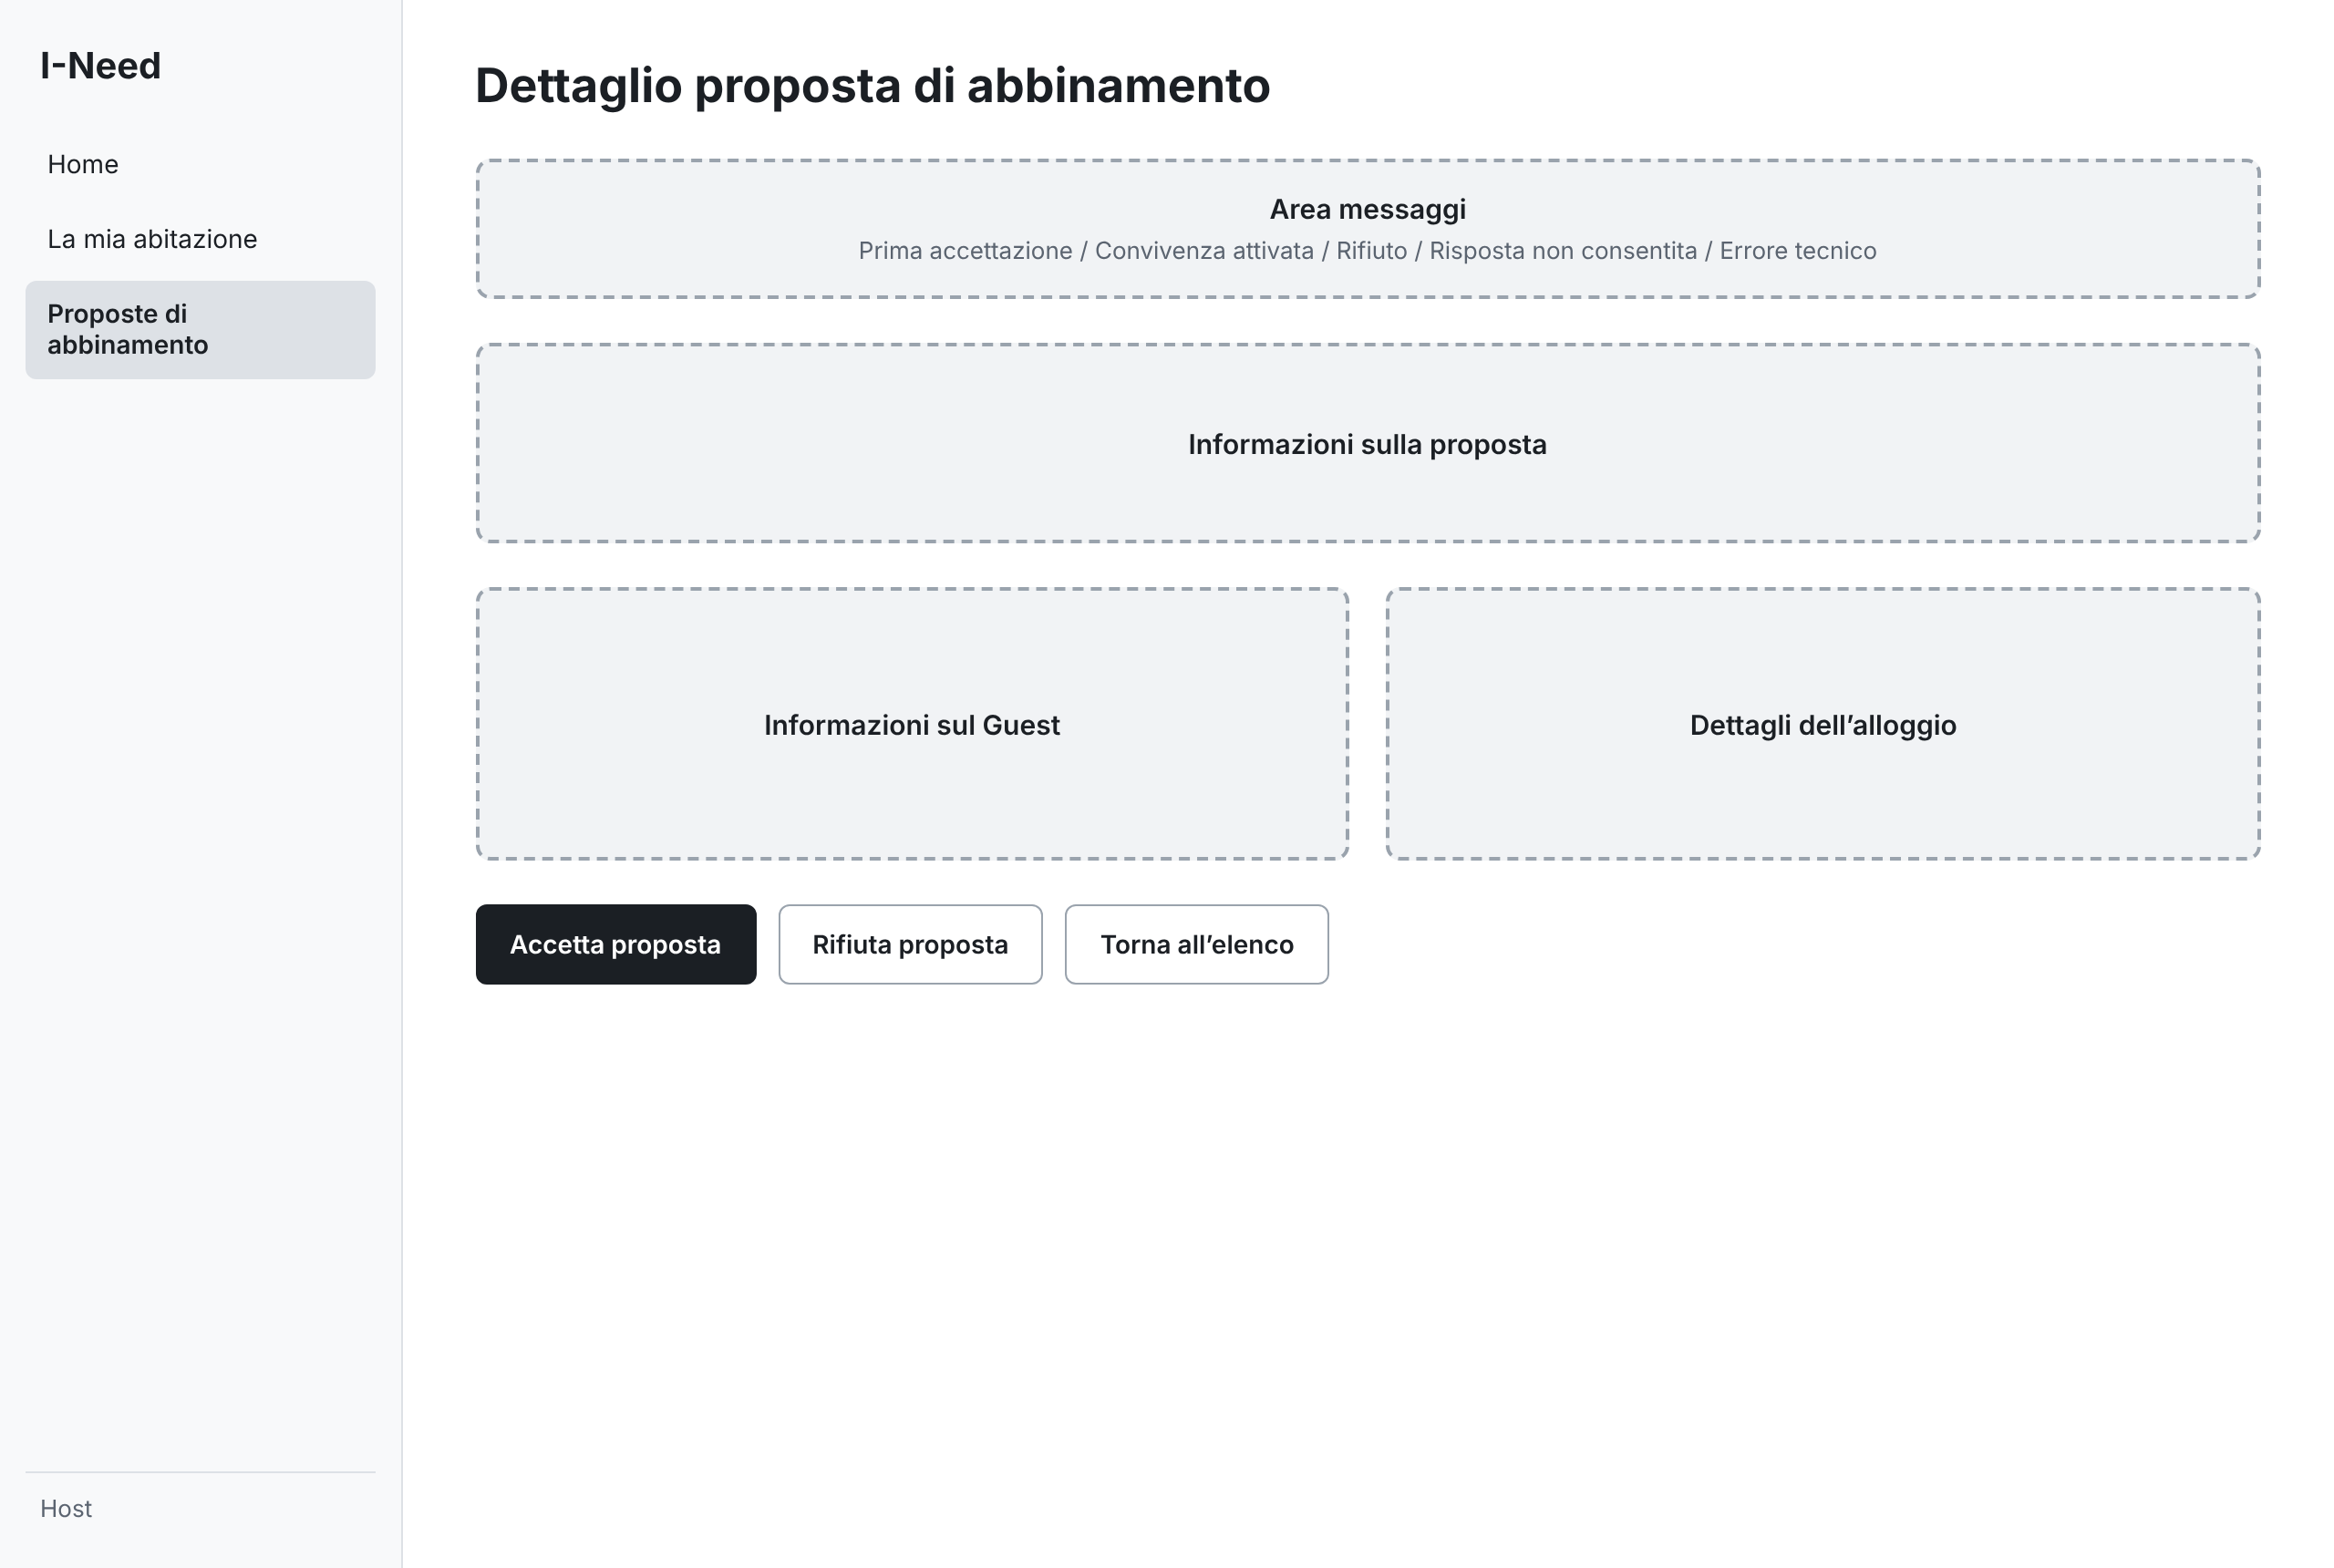 I-Need
Home
La mia abitazione
Proposte di
abbinamento
Host
Dettaglio proposta di abbinamento
Area messaggi
Prima accettazione / Convivenza attivata / Rifiuto / Risposta non consentita / Errore tecnico
Informazioni sulla proposta
Informazioni sul Guest
Dettagli dell’alloggio
Accetta proposta
Rifiuta proposta
Torna all’elenco